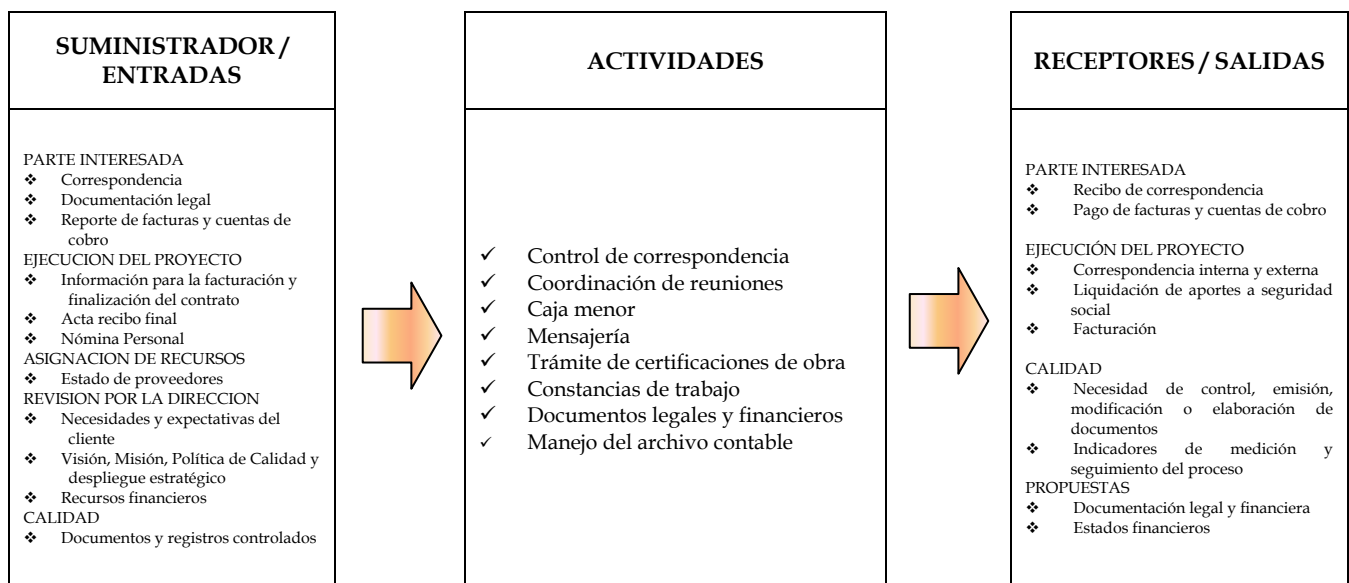 SUMINISTRADOR /
ENTRADAS
PARTE INTERESADA
❖ Correspondencia
❖ Documentación legal
❖ Reporte de facturas y cuentas de
cobro
EJECUCION DEL PROYECTO
❖ Información para la facturación y
finalización del contrato
❖ Acta recibo final
❖ Nómina Personal
ASIGNACION DE RECURSOS
❖ Estado de proveedores
REVISION POR LA DIRECCION
❖ Necesidades y expectativas del
cliente
❖ Visión, Misión, Política de Calidad y
despliegue estratégico
❖ Recursos financieros
CALIDAD
❖ Documentos y registros controlados
ACTIVIDADES
✓ Control de correspondencia
✓ Coordinación de reuniones
✓ Caja menor
✓ Mensajería
✓ Trámite de certificaciones de obra
✓ Constancias de trabajo
✓ Documentos legales y financieros
✓ Manejo del archivo contable
RECEPTORES / SALIDAS
PARTE INTERESADA
❖ Recibo de correspondencia
❖ Pago de facturas y cuentas de cobro
EJECUCIÓN DEL PROYECTO
❖ Correspondencia interna y externa
❖ Liquidación de aportes a seguridad
social
❖ Facturación
CALIDAD
❖ Necesidad de control, emisión,
modificación o elaboración de
documentos
❖ Indicadores de medición y
seguimiento del proceso
PROPUESTAS
❖ Documentación legal y financiera
❖ Estados financieros